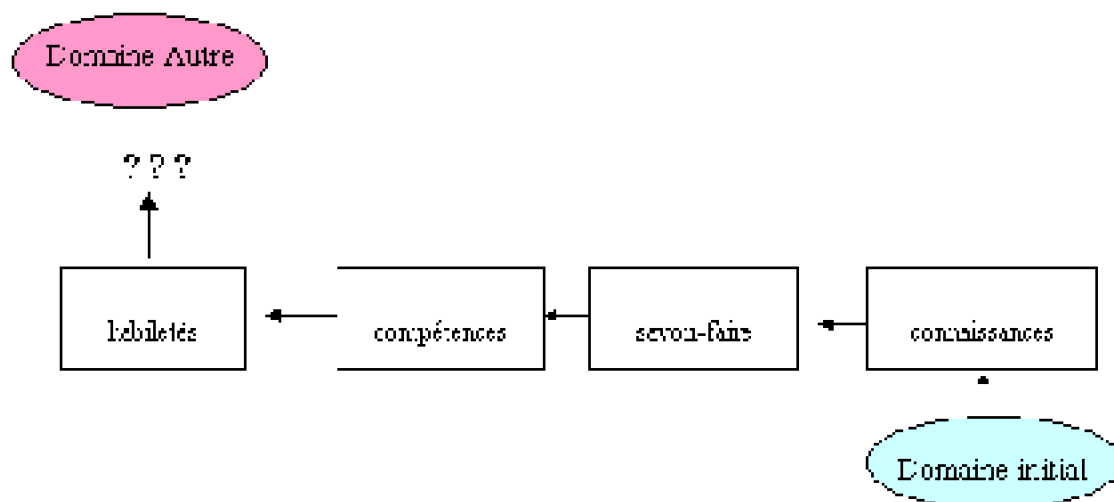 Domaine Autre
? ? ?
habiletés
compétences
savoir-faire
connaissances
Domaine initial